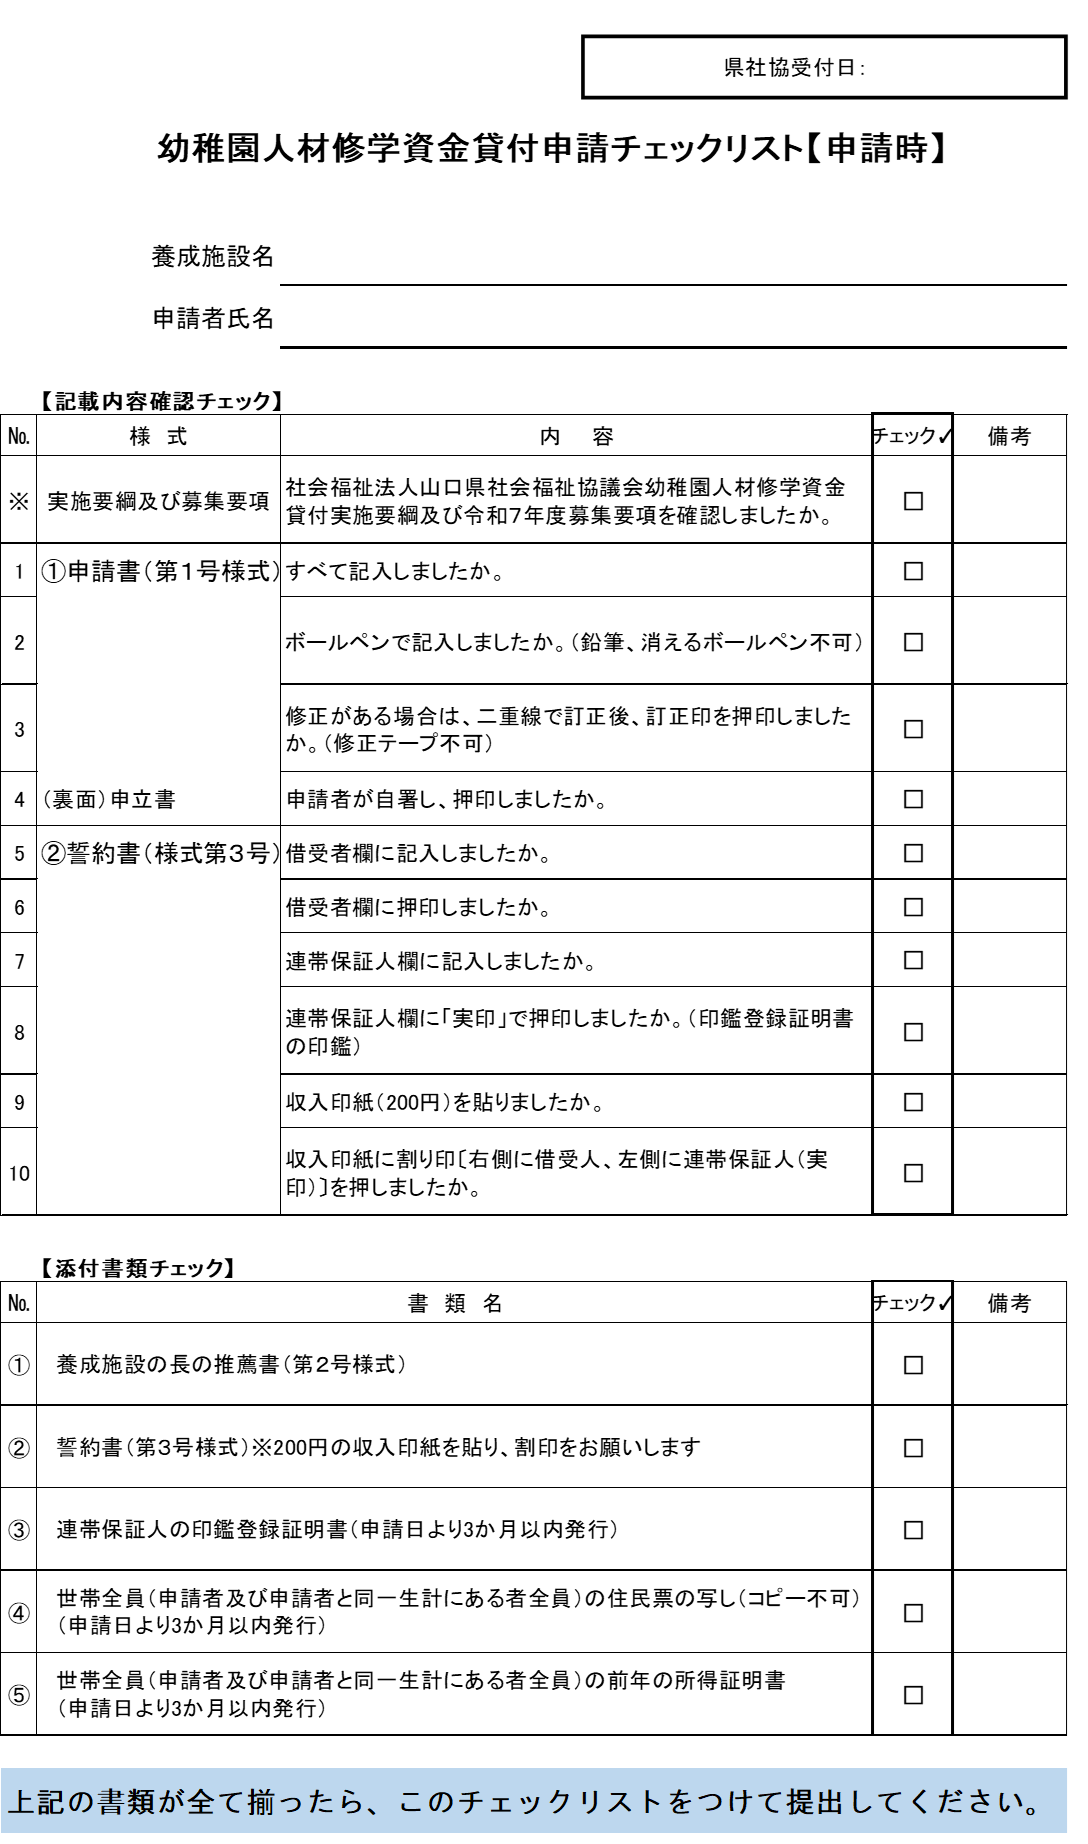 県社協受付日：
幼稚園人材修学資金貸付申請チェックリスト【申請時】
養成施設名
申請者氏名
【記載内容確認チェック】
№ 様　式 内　容 チェック✓ 備考
※ 実施要綱及び募集要項 社会福祉法人山口県社会福祉協議会幼稚園人材修学資金
貸付実施要綱及び令和７年度募集要項を確認しましたか。 □
1 ①申請書（第１号様式） すべて記入しましたか。 □
2 ボールペンで記入しましたか。（鉛筆、消えるボールペン不可） □
3 修正がある場合は、二重線で訂正後、訂正印を押印しました
か。（修正テープ不可） □
4 （裏面）申立書 申請者が自署し、押印しましたか。 □
5 ②誓約書（様式第３号） 借受者欄に記入しましたか。 □
6 借受者欄に押印しましたか。 □
7 連帯保証人欄に記入しましたか。 □
8 連帯保証人欄に「実印」で押印しましたか。（印鑑登録証明書
の印鑑） □
9 収入印紙（200円）を貼りましたか。 □
10 収入印紙に割り印〔右側に借受人、左側に連帯保証人（実
印）〕を押しましたか。 □
【添付書類チェック】
№ 書　類　名 チェック✓ 備考
① 養成施設の長の推薦書（第２号様式） □
② 誓約書（第３号様式）※200円の収入印紙を貼り、割印をお願いします □
③ 連帯保証人の印鑑登録証明書（申請日より3か月以内発行） □
④ 世帯全員（申請者及び申請者と同一生計にある者全員）の住民票の写し（コピー不可）
（申請日より3か月以内発行） □
⑤ 世帯全員（申請者及び申請者と同一生計にある者全員）の前年の所得証明書
（申請日より3か月以内発行） □
上記の書類が全て揃ったら、このチェックリストをつけて提出してください。